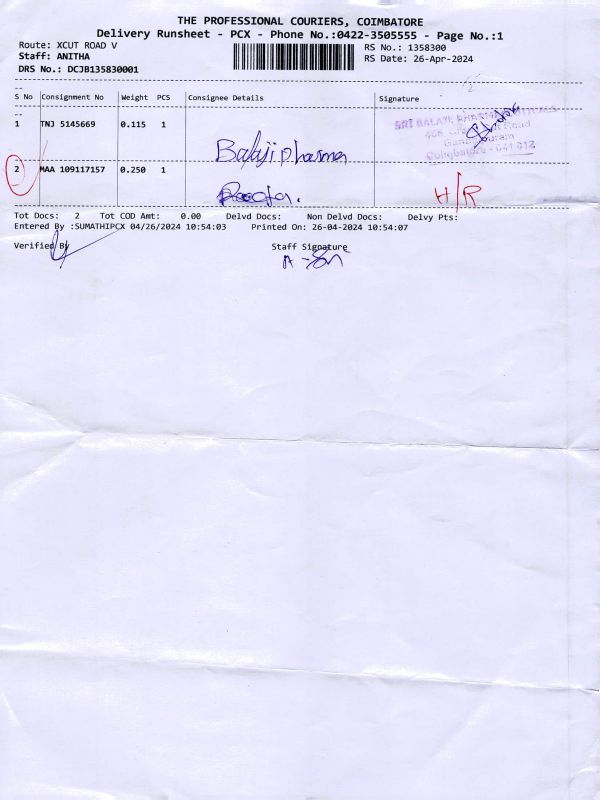 THE PROFESSIONAL COURIERS, COIMBATORE
Delivery Runsheet - PCX - Phone No.:0422-3505555 - Page No.:1
Route: XCUT ROAD V
RS No.: 1358300
Staff: ANITHA
RS Date: 26-Apr-2024
DRS No.: DCJB135830001
S No Consignment No Weight PCS Consignee Details Signature
1 TNJ 5145669 0.115 1 Balaji pharma
SRI BALAJI PHARMACEUTICALS
Road
Coimbatore - 641 012
2 MAA 109117157 0.250 1 H/R
Tot Docs: 2 Tot COD Amt: 0.00 Delvd Docs: Non Delvd Docs: Delvy Pts:
Entered By :SUMATHIPCX 04/26/2024 10:54:03 Printed On: 26-04-2024 10:54:07
Verified By Staff Signature